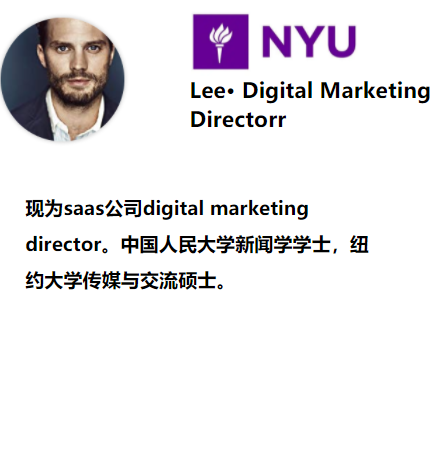 NYU
Lee• Digital Marketing
Directorr
现为saas公司digital marketing
director。中国人民大学新闻学学士，纽
约大学传媒与交流硕士。